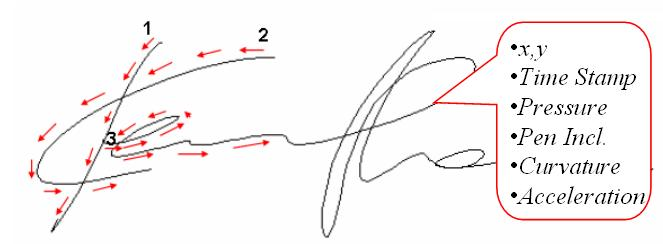 1
2
3
•x,y
•Time Stamp
•Pressure
•Pen Incl.
•Curvature
•Acceleration